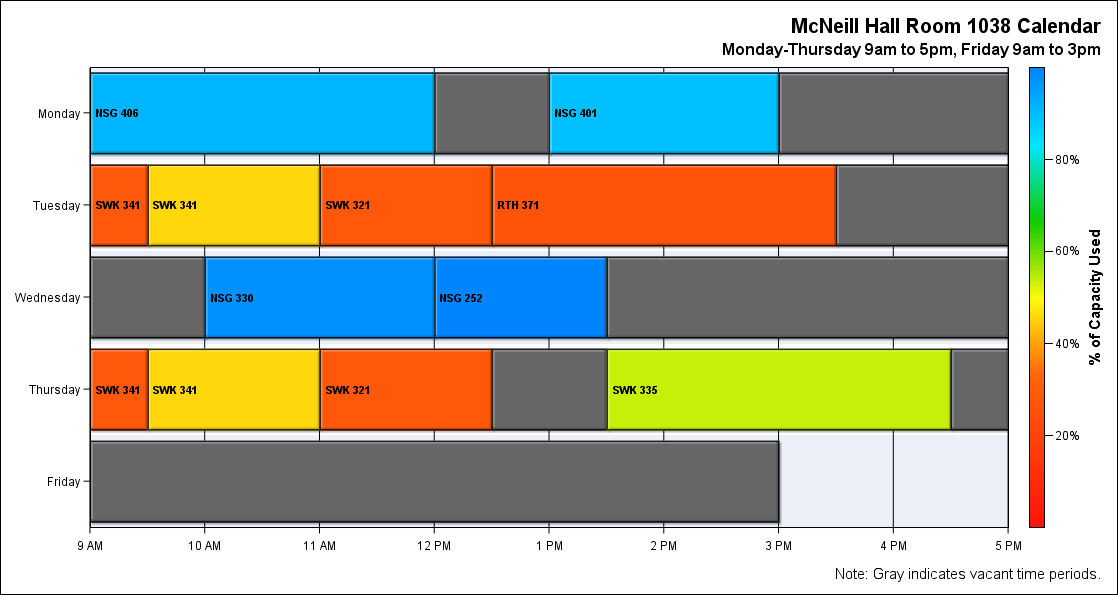 McNeill Hall Room 1038 Calendar
Monday-Thursday 9am to 5pm, Friday 9am to 3pm
Monday
NSG 406
NSG 401
Tuesday
SWK 341
SWK 341
SWK 321
RTH 371
Wednesday
NSG 330
NSG 252
Thursday
SWK 341
SWK 341
SWK 321
SWK 335
Friday
9 AM
10 AM
11 AM
12 PM
1 PM
2 PM
3 PM
4 PM
5 PM
80%
60%
40%
20%
% of Capacity Used
Note: Gray indicates vacant time periods.